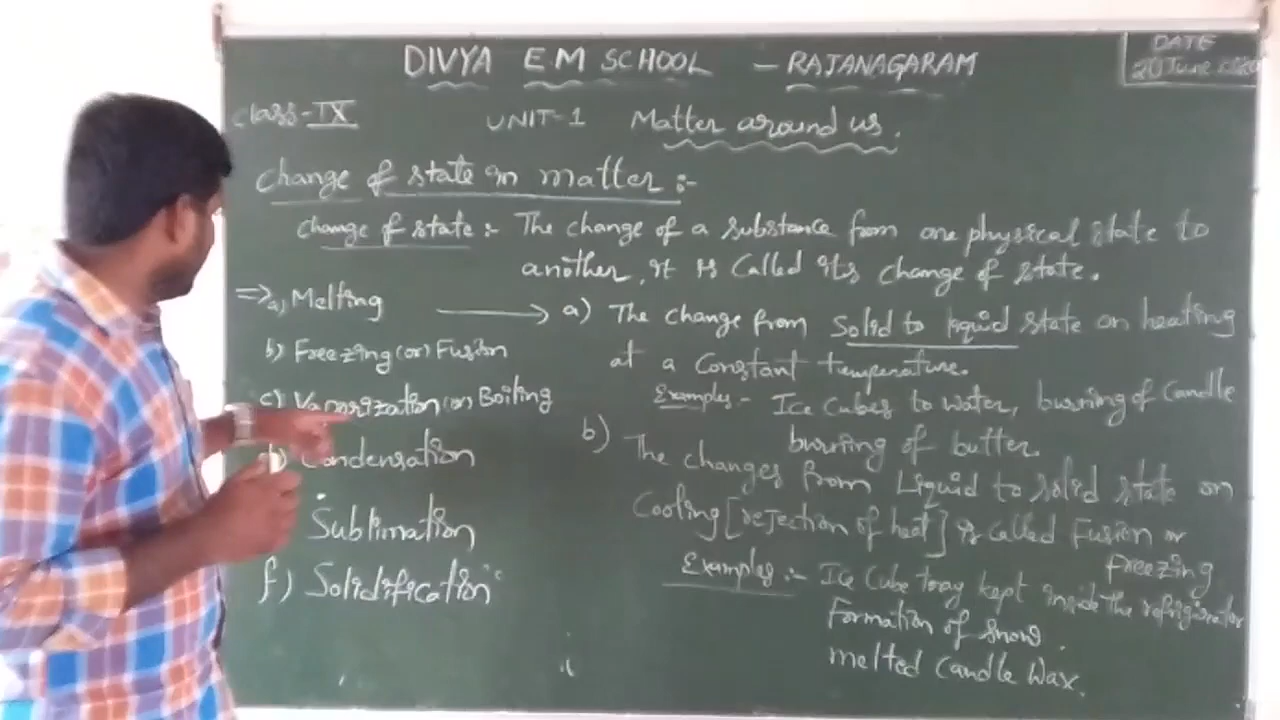 DIVYA E.M SCHOOL - RAJANAGARAM
DATE
20 June
Class-IX
UNIT-1 Matter around us.
Change of state in matter:-
Change of state:- The change of a substance from one physical state to
another, it is called its change of state.
=> a) Melting
b) Freezing (or) Fusion
c) Vaporization (or) Boiling
Condensation
Sublimation
f) Solidification
a) The change from Solid to liquid state on heating
at a Constant temperature.
Examples:- Ice Cubes to water, burning of Candle
burning of butter.
b) The changes from Liquid to solid state on
Cooling [rejection of heat] is called Fusion or
Freezing
Examples:- Ice Cube tray kept inside the refrigirator
Formation of snow.
melted Candle Wax.